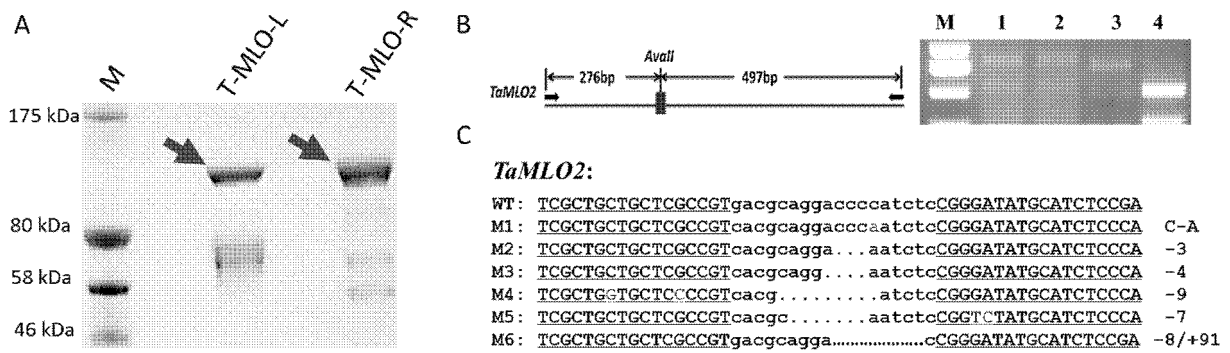 A
M
T-MLO-L
T-MLO-R
175 kDa
80 kDa
58 kDa
46 kDa
B
AvaII
276bp
497bp
TaMLO2
M 1 2 3 4
C
TaMLO2:
WT: TCGCTGCTGCTCGCCGTgacgcaggaccccatctcCGGGATATGCATCTCCGA
M1: TCGCTGCTGCTCGCCGTgacgcaggacccaatctcCGGGATATGCATCTCCCA C-A
M2: TCGCTGCTGCTCGCCGTcacgcagga...aatctcCGGGATATGCATCTCCCA -3
M3: TCGCTGCTGCTCGCCGTcacgcagg....aatctcCGGGATATGCATCTCCCA -4
M4: TCGCTGGTGCTCCCCGTcacg.........atctcCGGGATATGCATCTCCCA -9
M5: TCGCTGCTGCTCGCCGTcacgc.......aatctcCGGTCTATGCATCTCCCA -7
M6: TCGCTGCTGCTCGCCGTgacgcagga........cCGGGATATGCATCTCCGA -8/+91